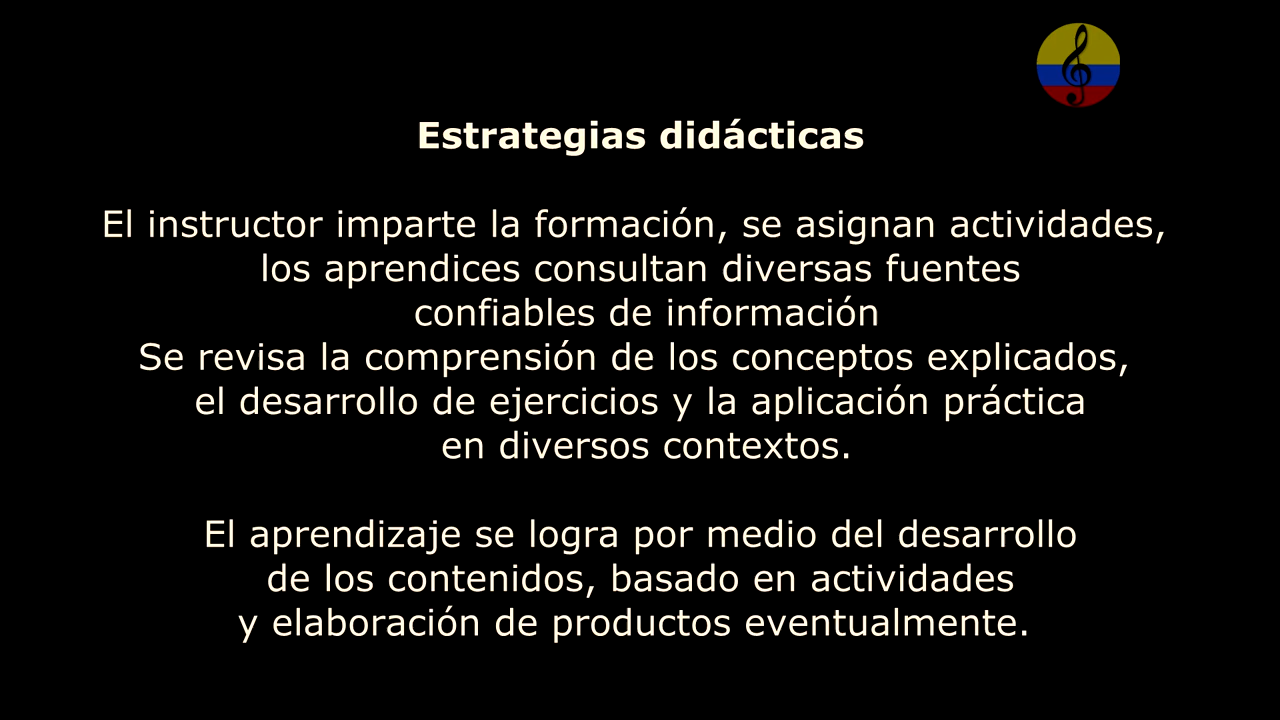 Estrategias didácticas
El instructor imparte la formación, se asignan actividades,
los aprendices consultan diversas fuentes
confiables de información
Se revisa la comprensión de los conceptos explicados,
el desarrollo de ejercicios y la aplicación práctica
en diversos contextos.
El aprendizaje se logra por medio del desarrollo
de los contenidos, basado en actividades
y elaboración de productos eventualmente.